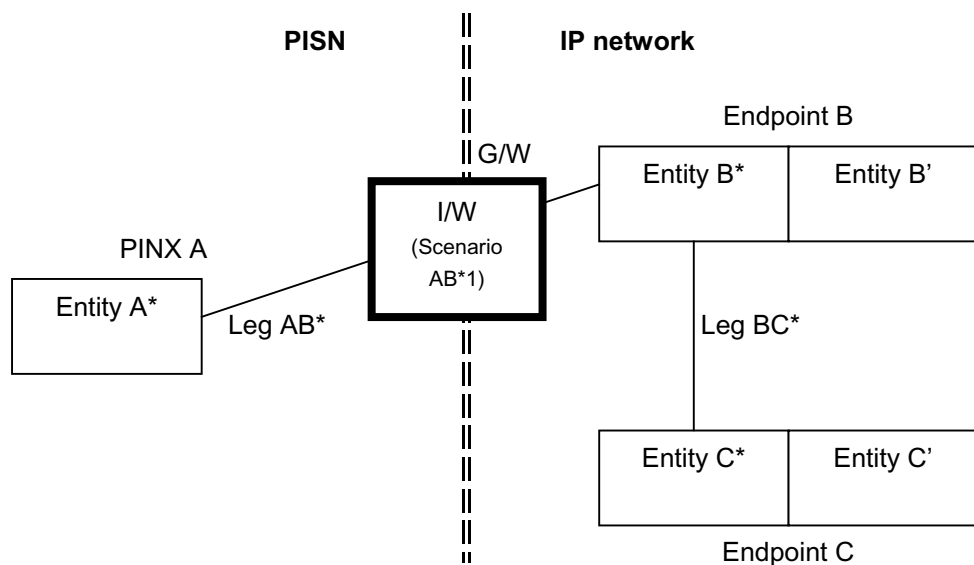 PISN
IP network
Endpoint B
G/W
Entity B*
Entity B’
I/W
(Scenario
AB*1)
PINX A
Entity A*
Leg AB*
Leg BC*
Entity C*
Entity C’
Endpoint C